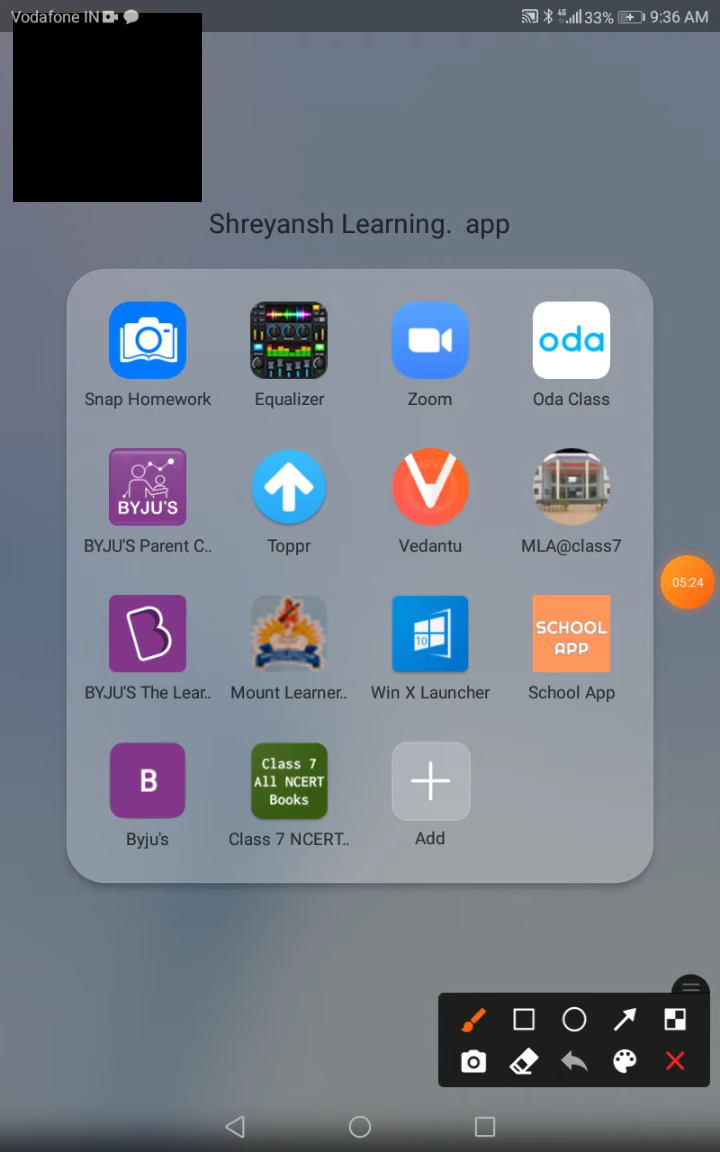 Vodafone IN 4G 33% 9:36 AM
Shreyansh Learning. app
oda
Snap Homework Equalizer Zoom Oda Class
BYJU'S
BYJU'S Parent C.. Toppr Vedantu MLA@class7
05:24
B 10 SCHOOL
APP
BYJU'S The Lear.. Mount Learner.. Win X Launcher School App
B Class 7
All NCERT
Books
Byju's Class 7 NCERT.. Add